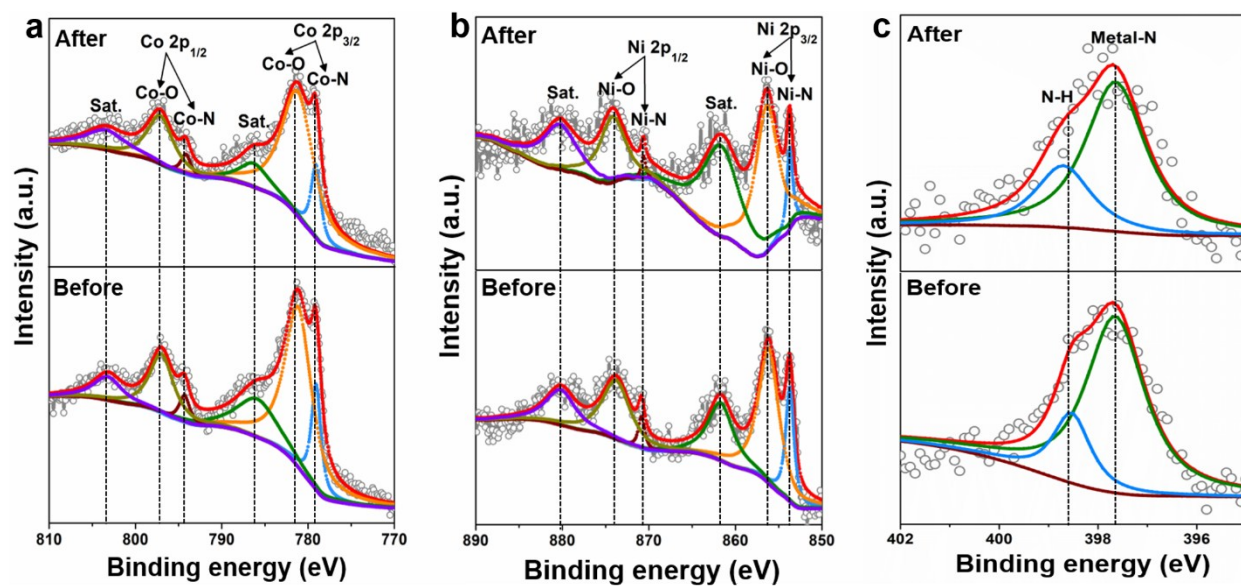 a
After
Co 2p1/2
Co 2p3/2
Co-O
Co-N
Sat.
Co-O
Co-N
Sat.
Before
Intensity (a.u.)
810 800 790 780 770
Binding energy (eV)
b
After
Ni 2p1/2
Ni 2p3/2
Ni-O
Ni-N
Sat.
Ni-O
Ni-N
Sat.
Before
Intensity (a.u.)
890 880 870 860 850
Binding energy (eV)
c
After
Metal-N
N-H
Before
Intensity (a.u.)
402 400 398 396
Binding energy (eV)